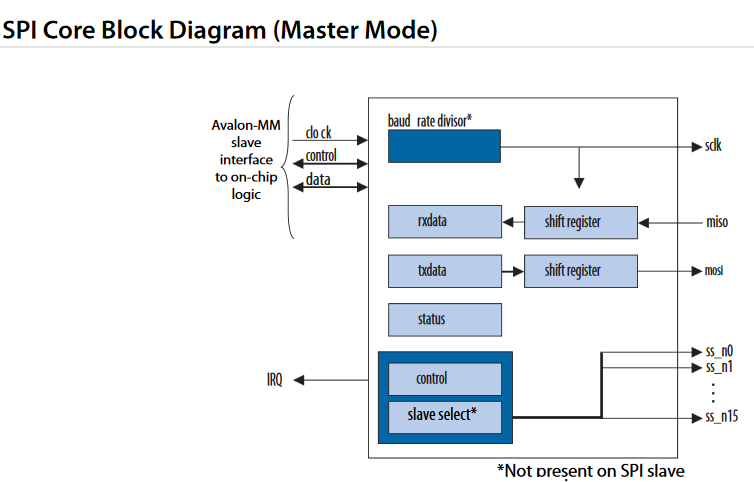 SPI Core Block Diagram (Master Mode)
Avalon-MM
slave
interface
to on-chip
logic
clo ck
control
data
baud rate divisor*
sclk
rxdata
shift register
miso
txdata
shift register
mosi
status
IRQ
control
slave select*
ss_n0
ss_n1
ss_n15
*Not present on SPI slave